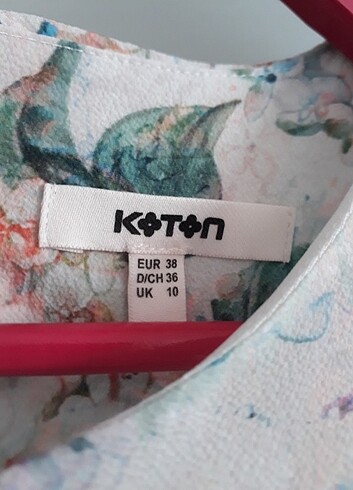 KOTON
EUR 38
D/CH 36
UK 10